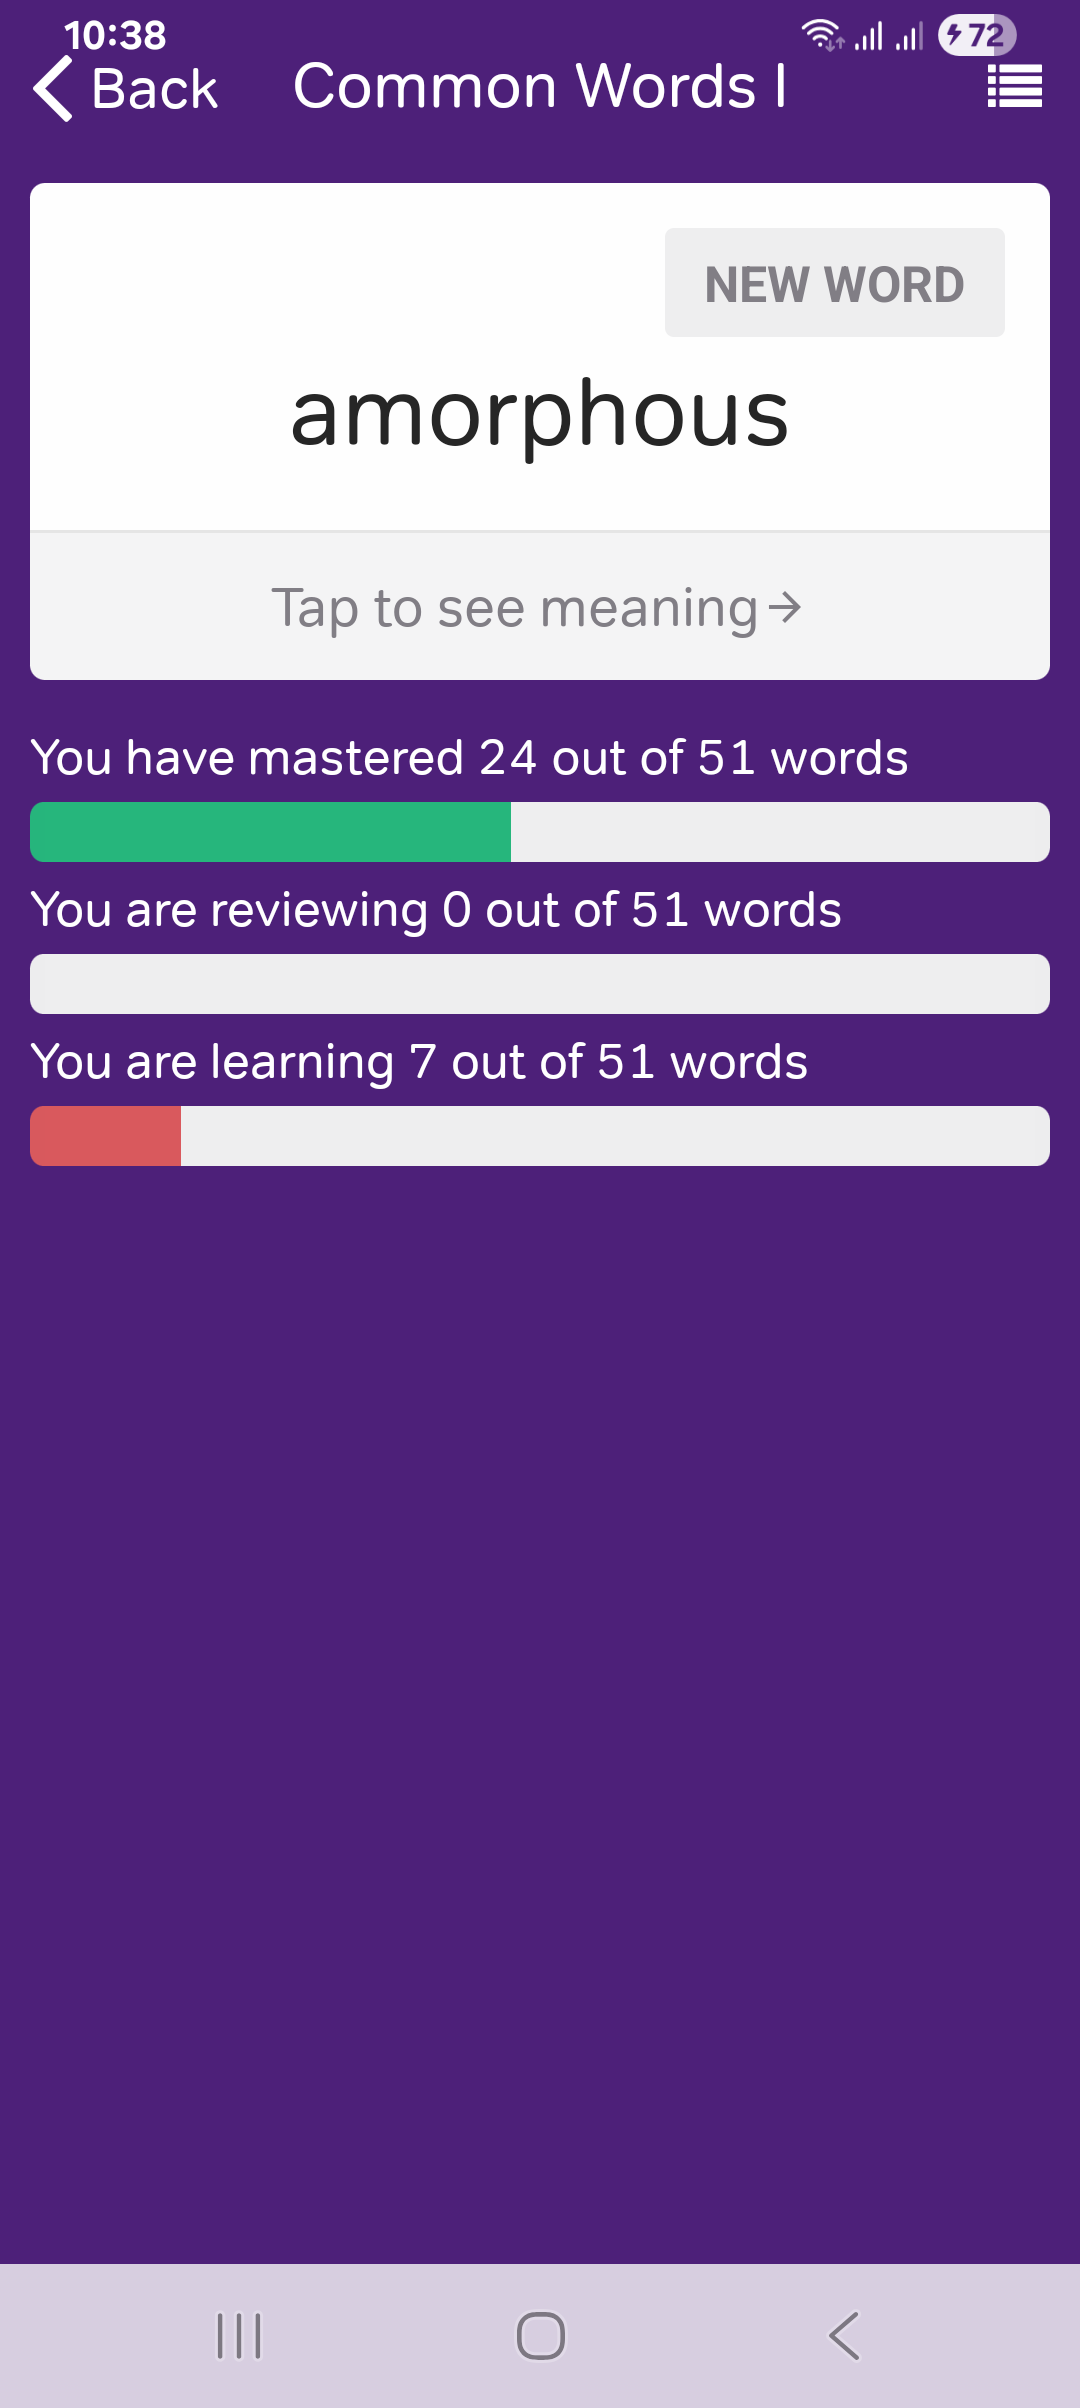 10:38
72
Back
Common Words I
NEW WORD
amorphous
Tap to see meaning→
You have mastered 24 out of 51 words
You are reviewing 0 out of 51 words
You are learning 7 out of 51 words